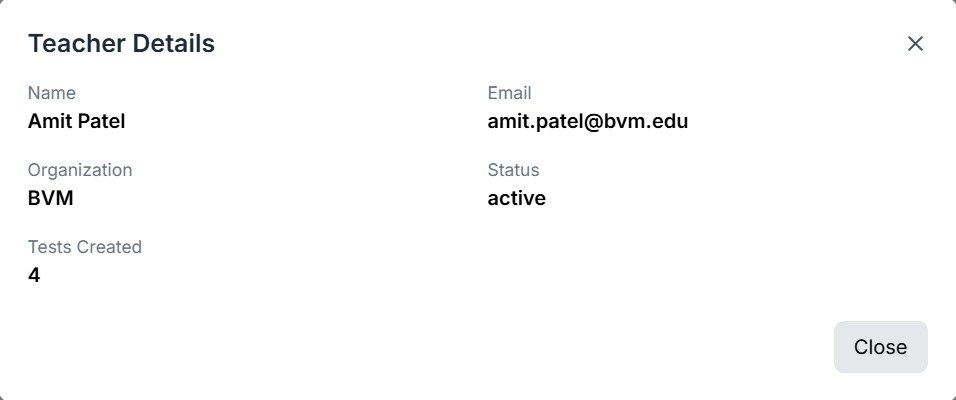 Teacher Details
Name
Amit Patel
Email
amit.patel@bvm.edu
Organization
BVM
Status
active
Tests Created
4
Close